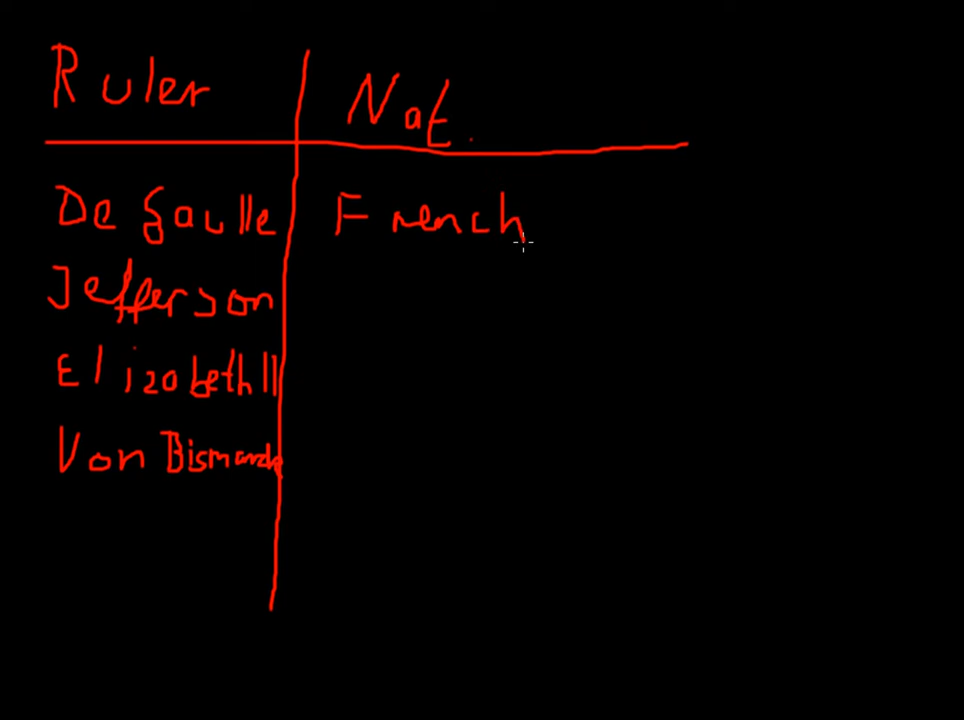 Ruler Nat.
De Gaulle French
Jefferson
Elizabeth II
Von Bismarck